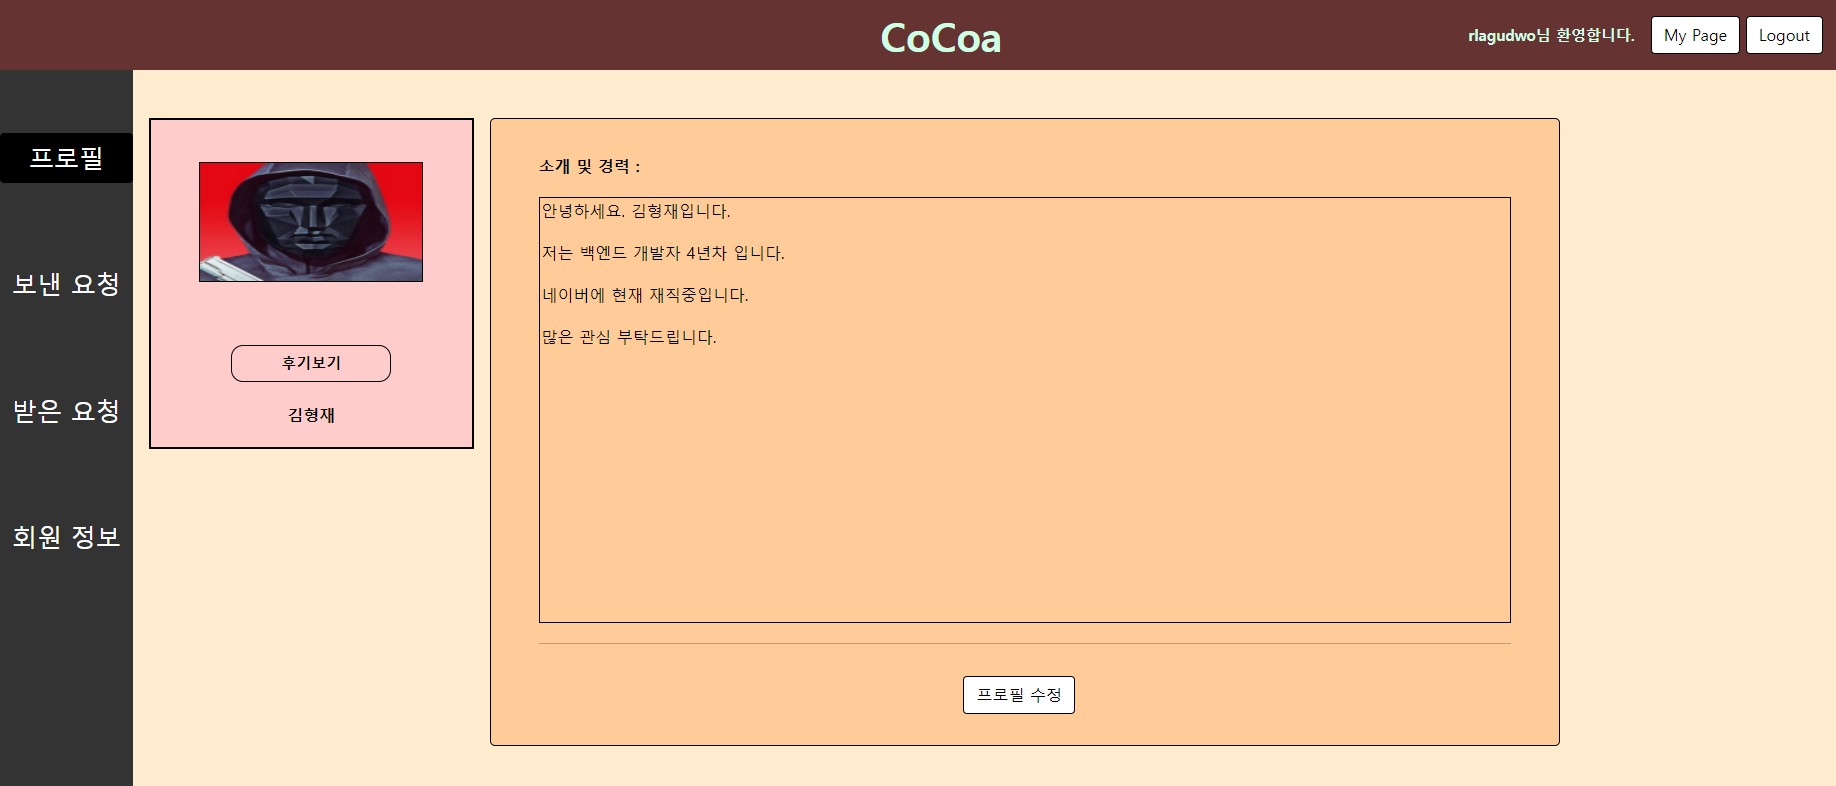 CoCoa
rlagudwo님 환영합니다.
My Page
Logout
프로필
보낸 요청
받은 요청
회원 정보
후기보기
김형재
소개 및 경력 :
안녕하세요. 김형재입니다.
저는 백엔드 개발자 4년차 입니다.
네이버에 현재 재직중입니다.
많은 관심 부탁드립니다.
프로필 수정